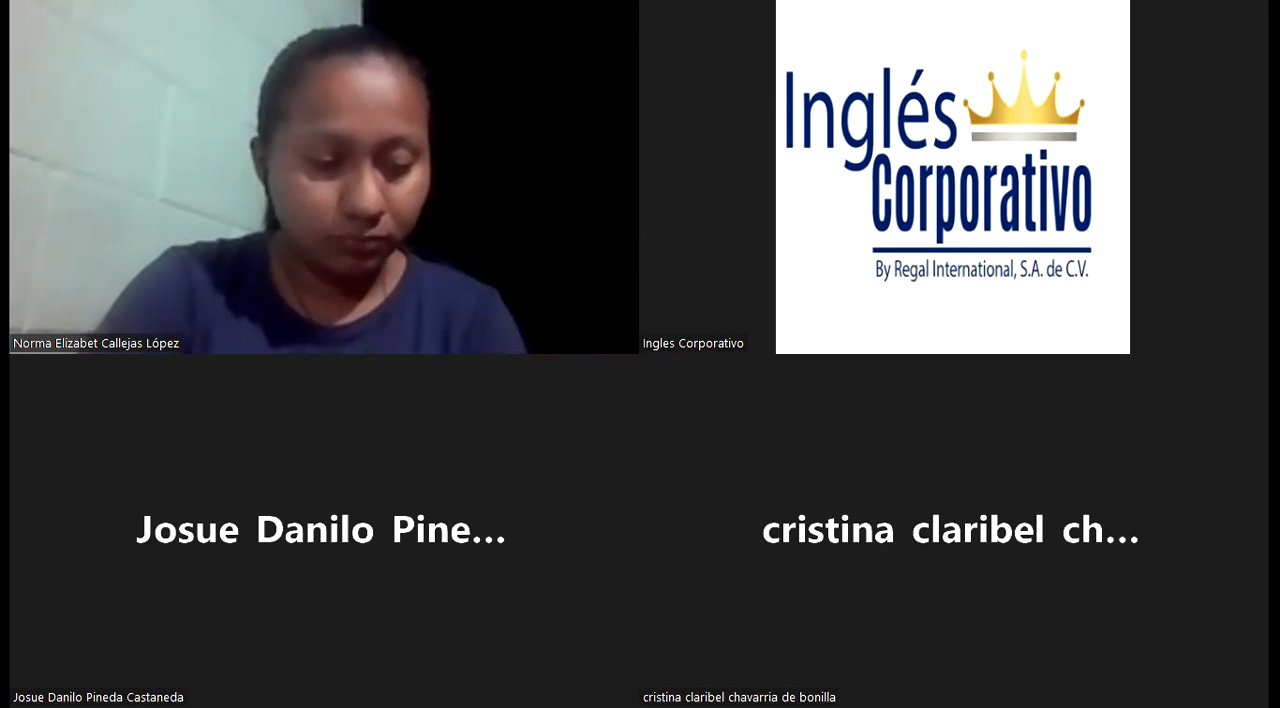 Inglés
Corporativo
By Regal International, S.A. de C.V.
Norma Elizabet Callejas López
Ingles Corporativo
Josue Danilo Pine...
cristina claribel ch...
Josue Danilo Pineda Castaneda
cristina claribel chavarria de bonilla